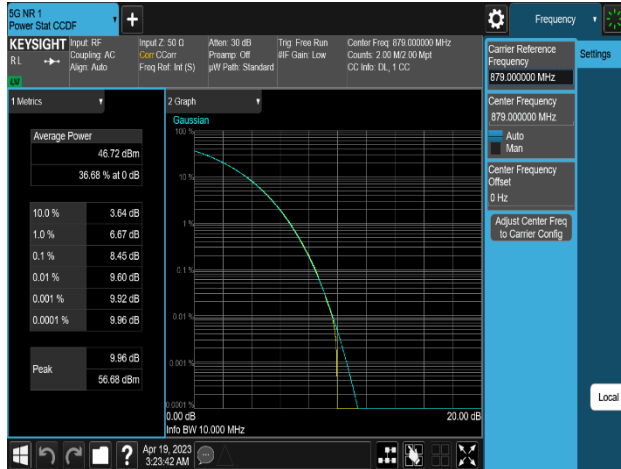 5G NR 1
Power Stat CCDF
Frequency
KEYSIGHT
RL
Input: RF
Coupling: AC
Align: Auto
Input Z: 50 Ω
Corr CCorr
Freq Ref: Int (S)
Atten: 30 dB
Preamp: Off
µW Path: Standard
Trig: Free Run
#IF Gain: Low
Center Freq: 879.000000 MHz
Counts: 2.00 M/2.00 Mpt
CC Info: DL, 1 CC
1 Metrics
Average Power
46.72 dBm
36.68 % at 0 dB
10.0 % 3.64 dB
1.0 % 6.67 dB
0.1 % 8.45 dB
0.01 % 9.60 dB
0.001 % 9.92 dB
0.0001 % 9.96 dB
Peak
9.96 dB
56.68 dBm
2 Graph
Gaussian
100 %
10 %
1 %
0.1 %
0.01 %
0.001 %
0.0001 %
0.00 dB 20.00 dB
Info BW 10.000 MHz
Carrier Reference
Frequency
879.000000 MHz
Center Frequency
879.000000 MHz
Auto
Man
Center Frequency
Offset
0 Hz
Adjust Center Freq
to Carrier Config
Settings
Local
?
Apr 19, 2023
3:23:42 AM